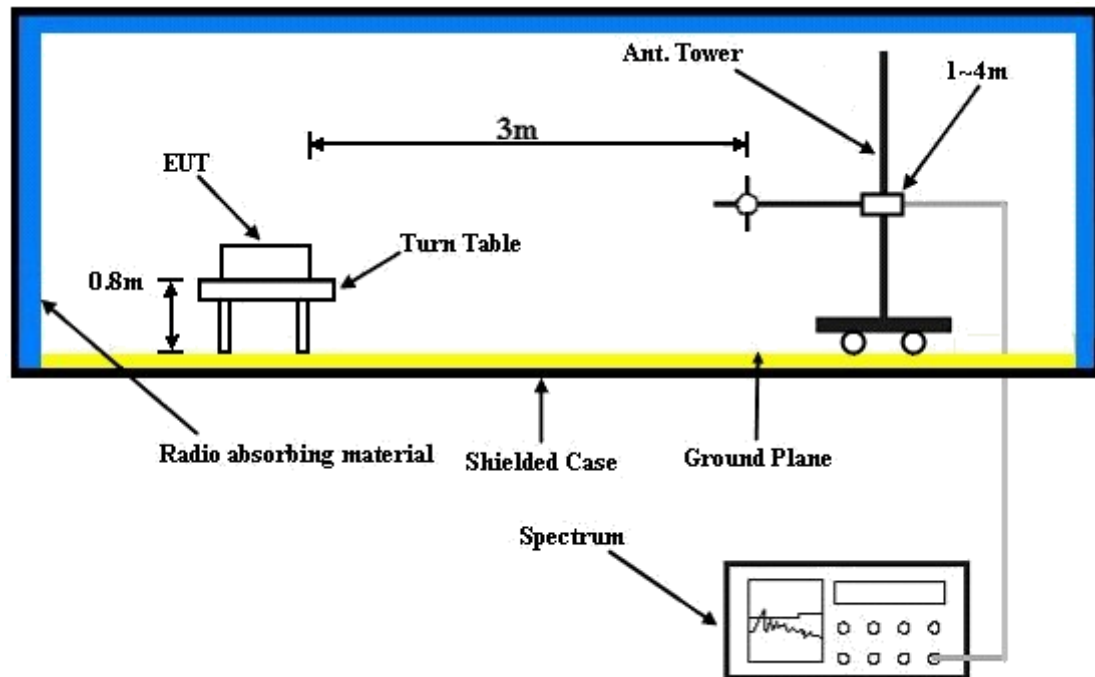 Ant. Tower
1~4m
3m
EUT
Turn Table
0.8m
Radio absorbing material
Shielded Case
Ground Plane
Spectrum